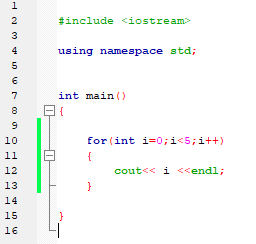 1
2 #include <iostream>
3
4 using namespace std;
5
6
7 int main()
8 {
9
10 for(int i=0;i<5;i++)
11 {
12 cout<< i <<endl;
13 }
14
15 }
16